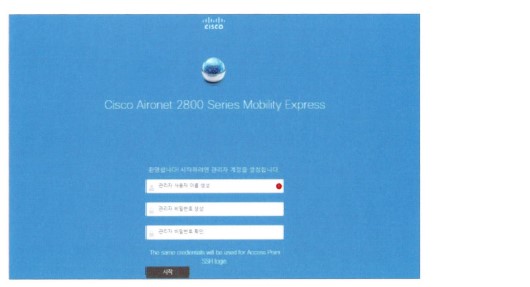 cisco
Cisco Aironet 2800 Series Mobility Express
환영합니다! 시작하려면 관리자 계정을 생성합니다
관리자 사용자 이름 생성
관리자 비밀번호 생성
관리자 비밀번호 확인
The same credentials will be used for Access Point
SSH login
시작